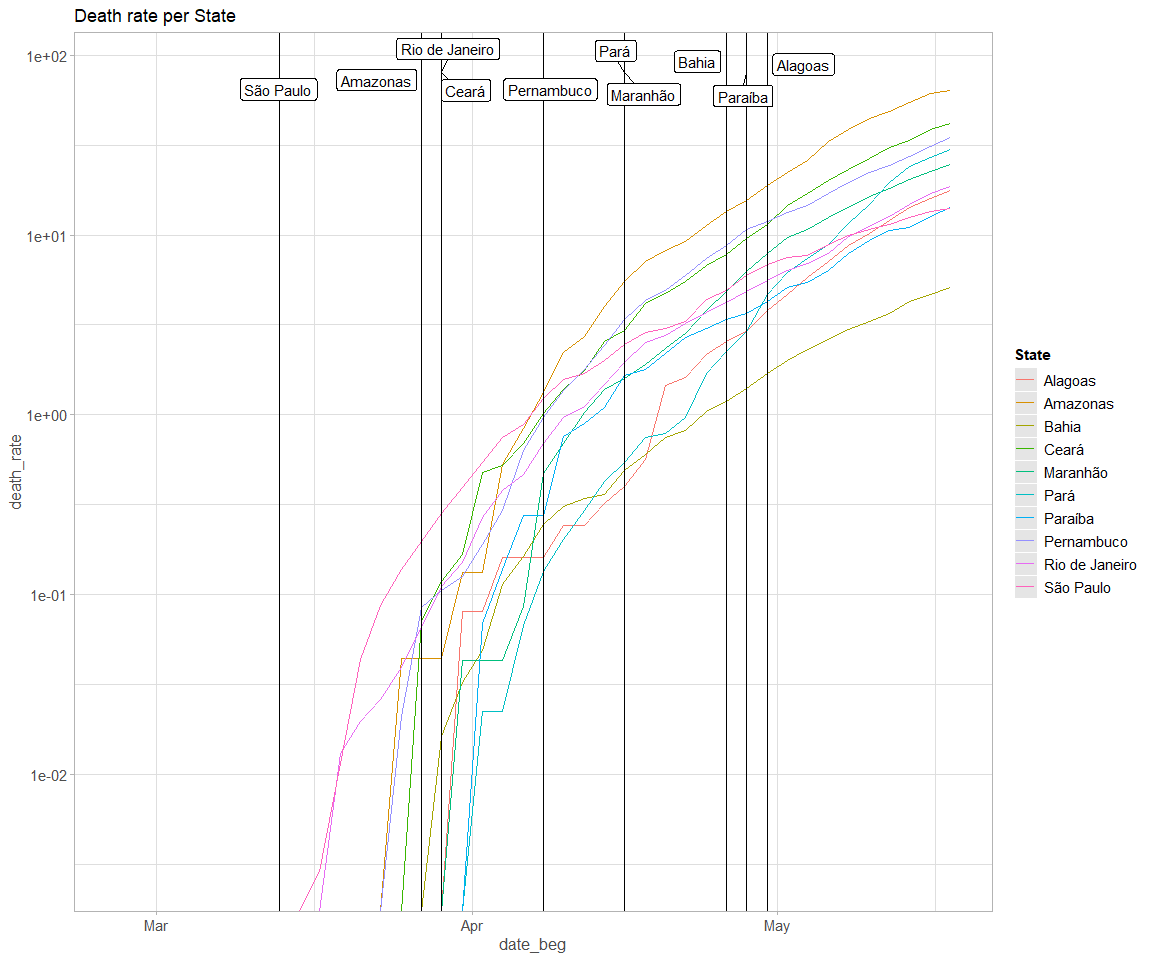 Death rate per State
1e+02
1e+01
1e+00
1e-01
1e-02
death_rate
Rio de Janeiro
Pará
Bahia
Alagoas
Amazonas
São Paulo
Ceará
Pernambuco
Maranhão
Paraíba
Mar
Apr
May
date_beg
State
Alagoas
Amazonas
Bahia
Ceará
Maranhão
Pará
Paraíba
Pernambuco
Rio de Janeiro
São Paulo